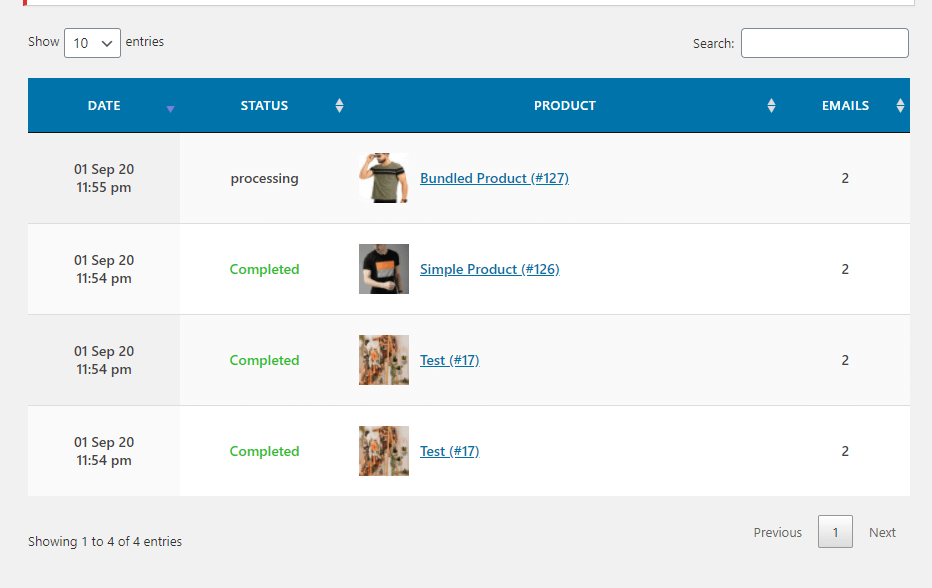 Show 10 entries
Search:
DATE STATUS PRODUCT EMAILS
01 Sep 20
11:55 pm
processing Bundled Product (#127) 2
01 Sep 20
11:54 pm
Completed Simple Product (#126) 2
01 Sep 20
11:54 pm
Completed Test (#17) 2
01 Sep 20
11:54 pm
Completed Test (#17) 2
Showing 1 to 4 of 4 entries
Previous 1 Next